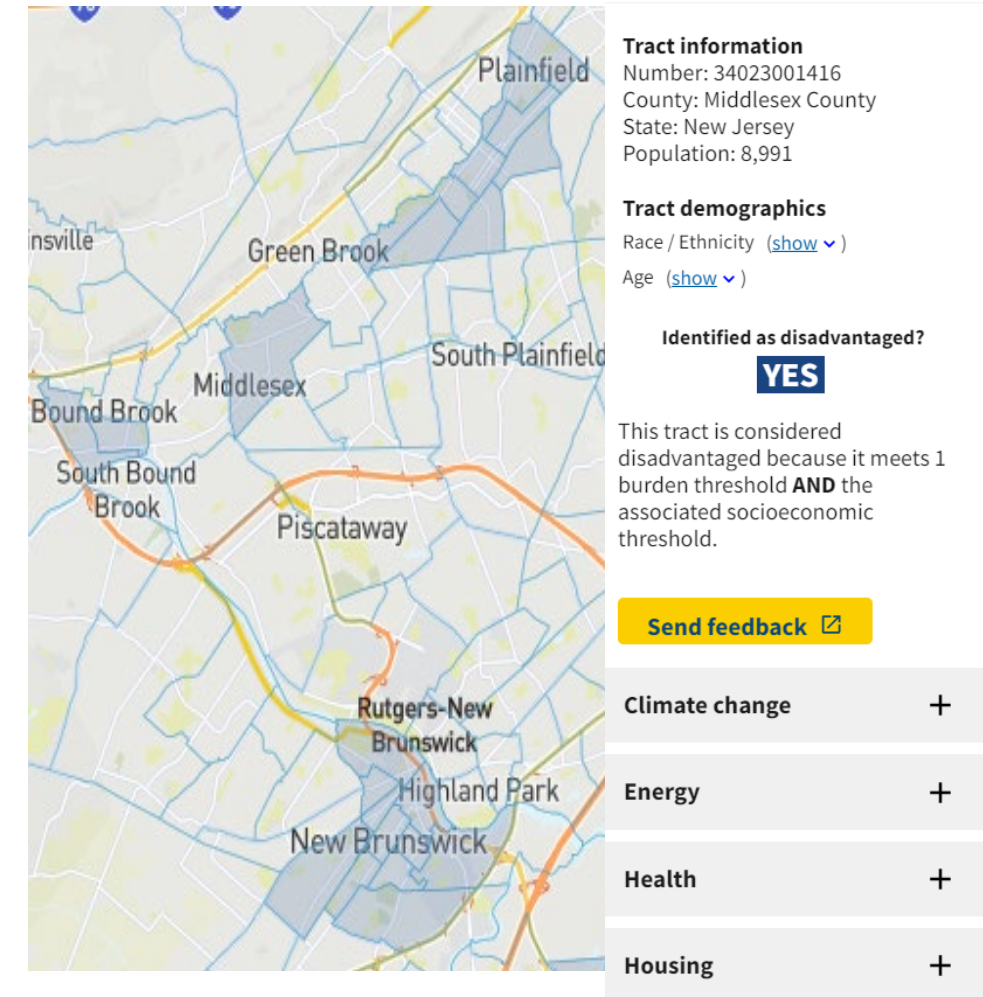 Plainfield
insville
Green Brook
South Plainfield
Middlesex
Bound Brook
South Bound
Brook
Piscataway
Rutgers-New
Brunswick
Highland Park
New Brunswick
Tract information
Number: 34023001416
County: Middlesex County
State: New Jersey
Population: 8,991
Tract demographics
Race / Ethnicity (show )
Age (show )
Identified as disadvantaged?
YES
This tract is considered
disadvantaged because it meets 1
burden threshold AND the
associated socioeconomic
threshold.
Send feedback
Climate change +
Energy +
Health +
Housing +